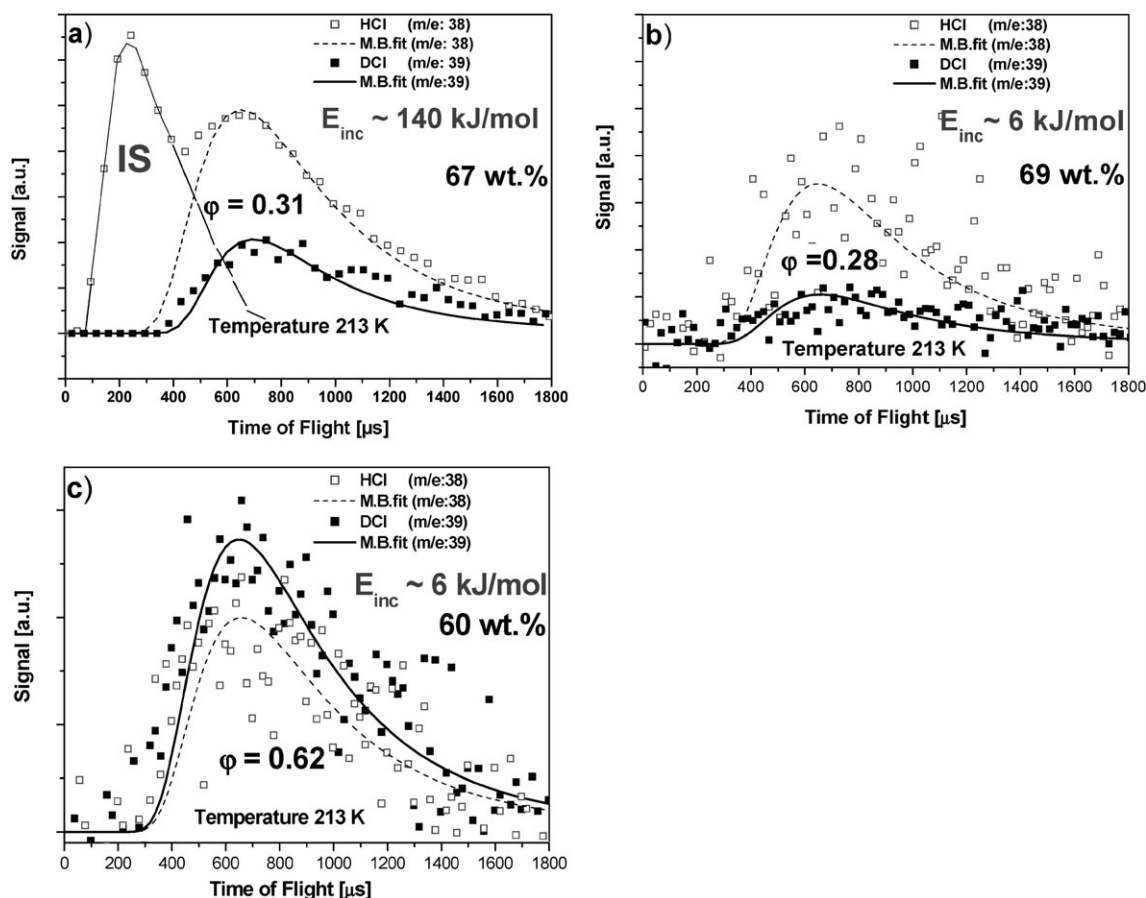 a)
HCl (m/e: 38)
M.B.fit (m/e: 38)
DCl (m/e: 39)
M.B.fit (m/e:39)
E_inc ~ 140 kJ/mol
67 wt.%
IS
φ = 0.31
Temperature 213 K
Signal [a.u.]
0 200 400 600 800 1000 1200 1400 1600 1800
Time of Flight [µs]
b)
HCl (m/e:38)
M.B.fit (m/e:38)
DCl (m/e:39)
M.B.fit (m/e:39)
E_inc ~ 6 kJ/mol
69 wt.%
φ =0.28
Temperature 213 K
Signal [a.u.]
0 200 400 600 800 1000 1200 1400 1600 1800
Time of Flight [µs]
c)
HCl (m/e:38)
M.B.fit (m/e:38)
DCl (m/e:39)
M.B.fit (m/e:39)
E_inc ~ 6 kJ/mol
60 wt.%
φ = 0.62
Temperature 213 K
Signal [a.u.]
0 200 400 600 800 1000 1200 1400 1600 1800
Time of Flight [µs]